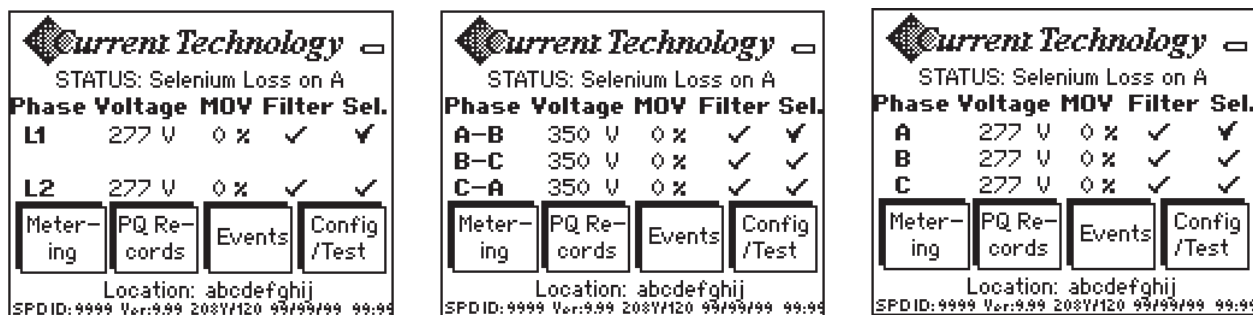 Current Technology
STATUS: Selenium Loss on A
Phase Voltage MOV Filter Sel.
L1 277 V 0 % ✓ ✓
L2 277 V 0 % ✓ ✓
Meter-ing
PQ Re-cords
Events
Config /Test
Location: abcdefghij
SPD ID: 9999 Ver:9.99 208Y/120 99/99/99 99:99
Current Technology
STATUS: Selenium Loss on A
Phase Voltage MOV Filter Sel.
A-B 350 V 0 % ✓ ✓
B-C 350 V 0 % ✓ ✓
C-A 350 V 0 % ✓ ✓
Meter-ing
PQ Re-cords
Events
Config /Test
Location: abcdefghij
SPD ID: 9999 Ver:9.99 208Y/120 99/99/99 99:99
Current Technology
STATUS: Selenium Loss on A
Phase Voltage MOV Filter Sel.
A 277 V 0 % ✓ ✓
B 277 V 0 % ✓ ✓
C 277 V 0 % ✓ ✓
Meter-ing
PQ Re-cords
Events
Config /Test
Location: abcdefghij
SPD ID: 9999 Ver:9.99 208Y/120 99/99/99 99:99